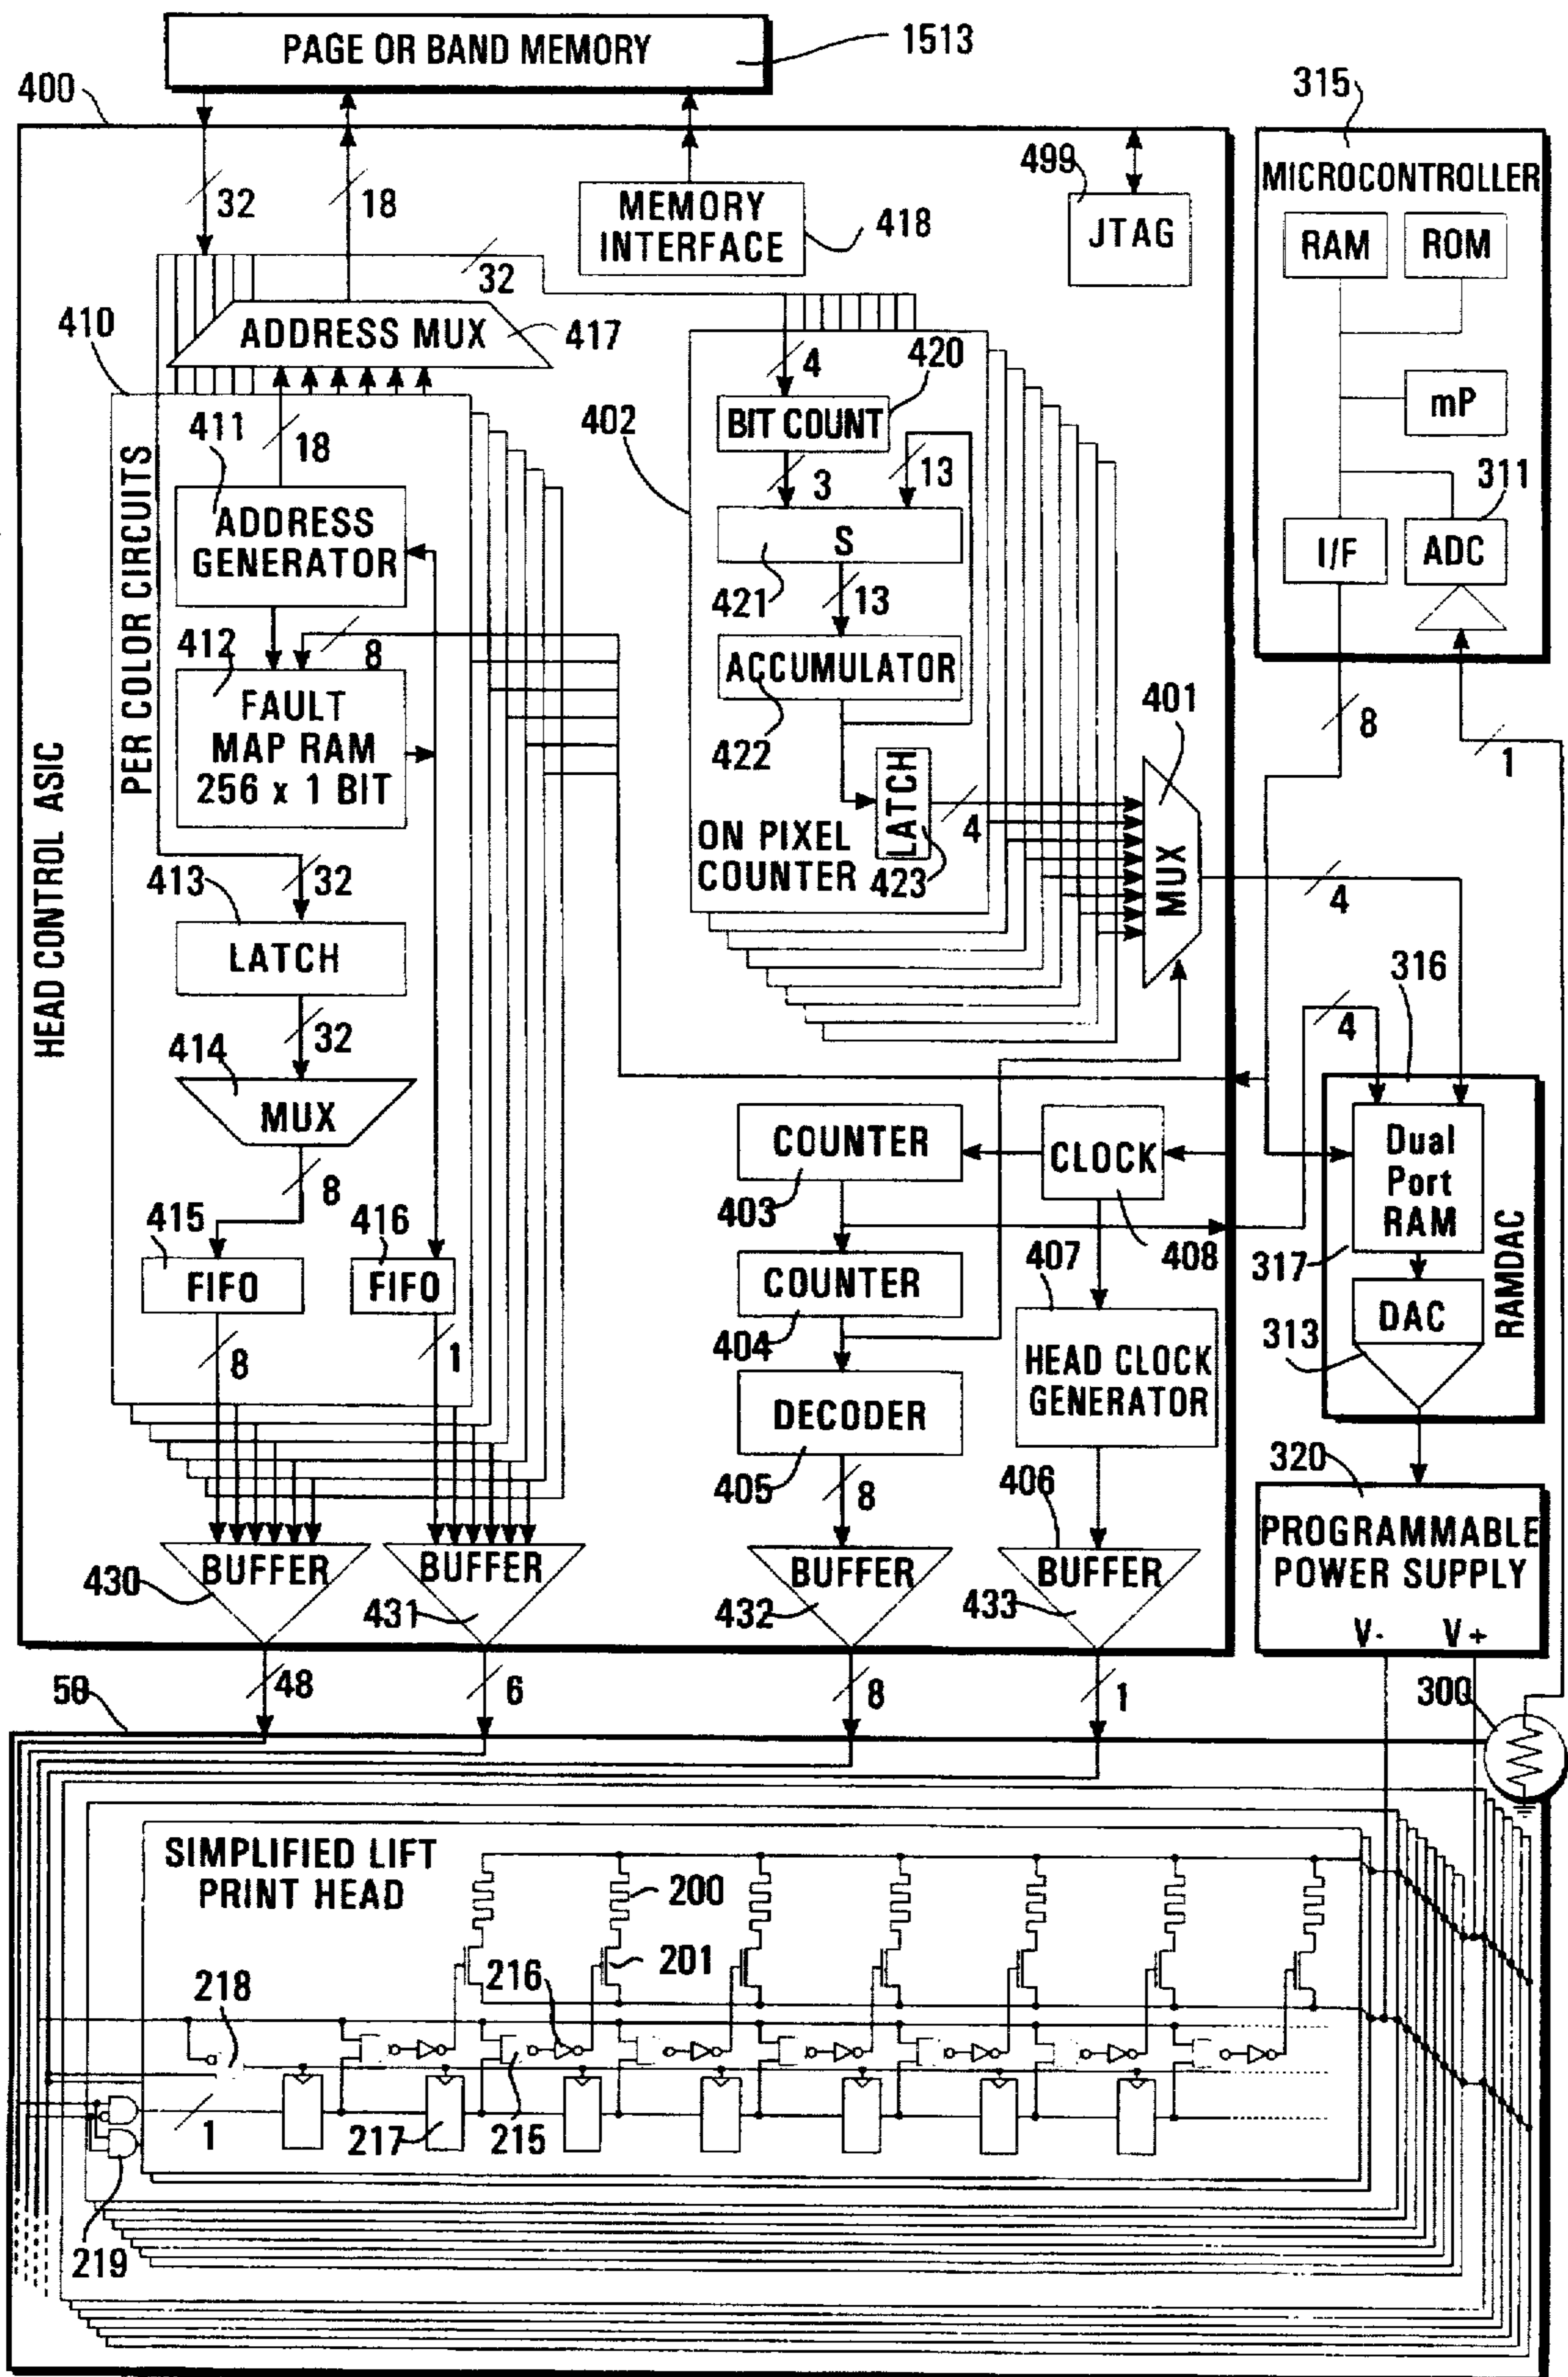 PAGE OR BAND MEMORY
1513
400
315
MICROCONTROLLER
RAM
ROM
mP
311
I/F
ADC
8
1
32
18
MEMORY
INTERFACE
418
499
JTAG
32
410
ADDRESS MUX
417
HEAD CONTROL ASIC
PER COLOR CIRCUITS
411
18
ADDRESS
GENERATOR
412
8
FAULT
MAP RAM
256 x 1 BIT
413
32
LATCH
414
32
MUX
8
415
416
FIFO
FIFO
8
1
402
4
420
BIT COUNT
3
13
S
421
13
ACCUMULATOR
422
LATCH
4
ON PIXEL
COUNTER
423
401
MUX
4
4
316
Dual
Port
RAM
317
RAMDAC
DAC
313
COUNTER
403
CLOCK
408
COUNTER
404
407
HEAD CLOCK
GENERATOR
DECODER
405
8
406
320
PROGRAMMABLE
POWER SUPPLY
V-
V+
BUFFER
430
BUFFER
431
BUFFER
432
BUFFER
433
48
6
8
1
50
300
SIMPLIFIED LIFT
PRINT HEAD
200
201
216
218
1
217
215
219